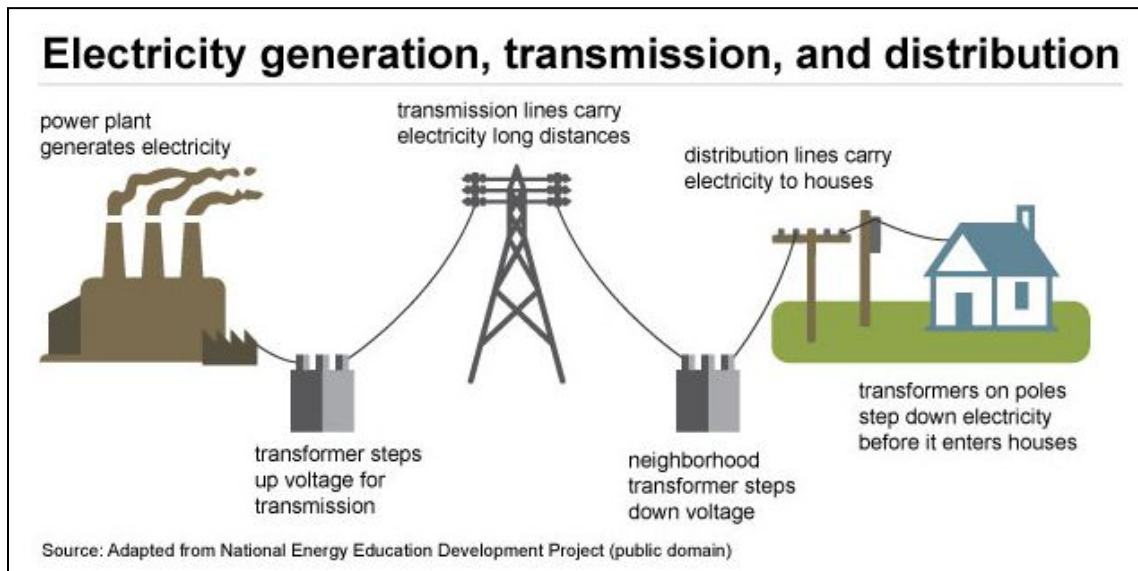 Electricity generation, transmission, and distribution
power plant
generates electricity
transmission lines carry
electricity long distances
distribution lines carry
electricity to houses
transformer steps
up voltage for
transmission
neighborhood
transformer steps
down voltage
transformers on poles
step down electricity
before it enters houses
Source: Adapted from National Energy Education Development Project (public domain)